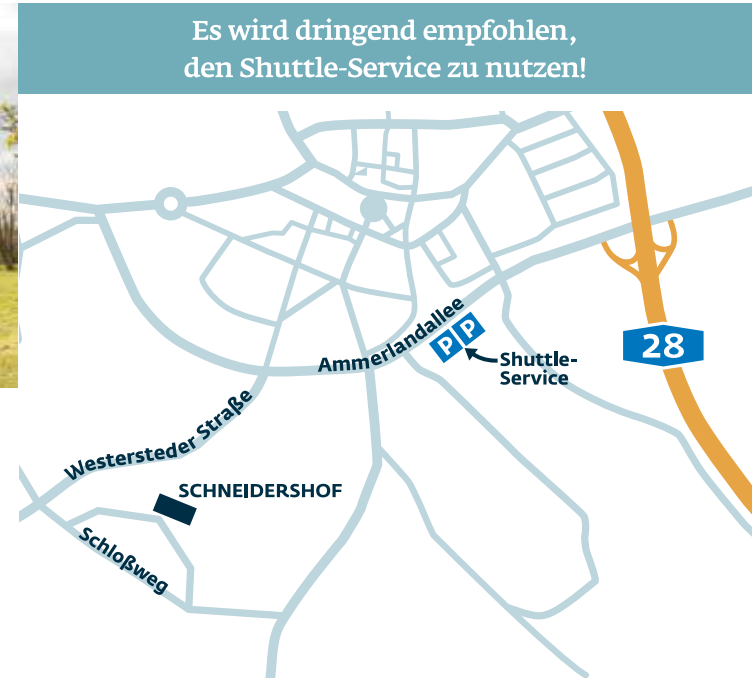 Es wird dringend empfohlen,
den Shuttle-Service zu nutzen!
Ammerlandallee
P P
Shuttle-
Service
28
Westersteder Straße
SCHNEIDERSHOF
Schloßweg